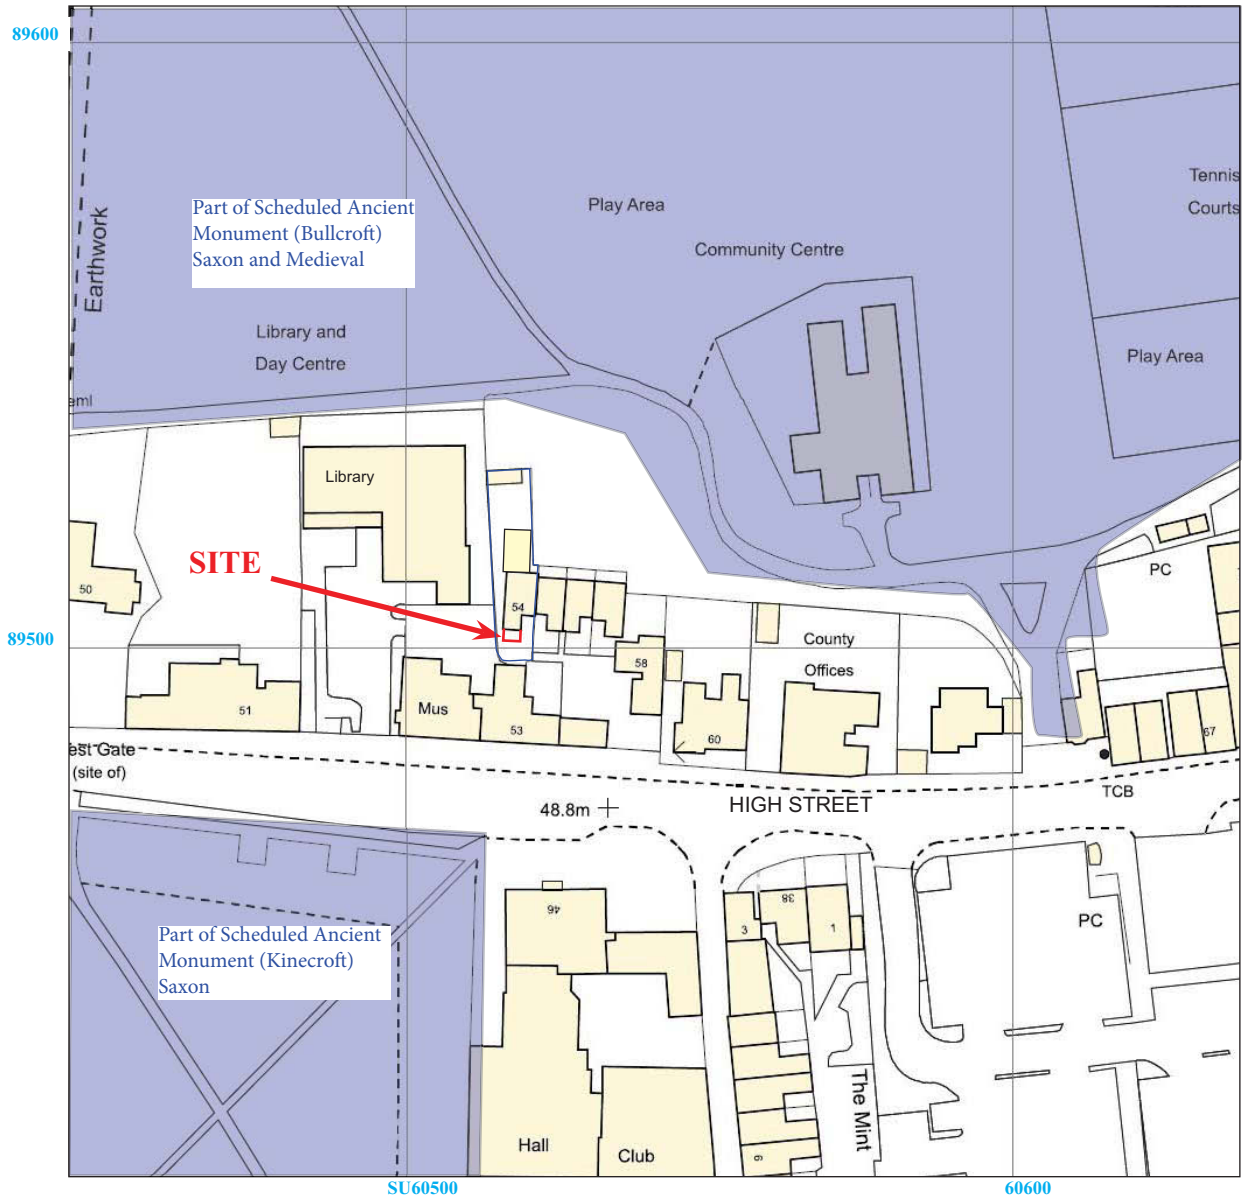 89600
Part of Scheduled Ancient
Monument (Bullcroft)
Saxon and Medieval
Play Area
Community Centre
Tennis
Courts
Earthwork
Library and
Day Centre
Play Area
eml
Library
SITE
50
54
PC
89500
County
Offices
58
51
Mus
53
60
67
est Gate
(site of)
48.8m
HIGH STREET
TCB
46
38
3
1
PC
Part of Scheduled Ancient
Monument (Kinecroft)
Saxon
The Mint
Hall
Club
6
SU60500
60600